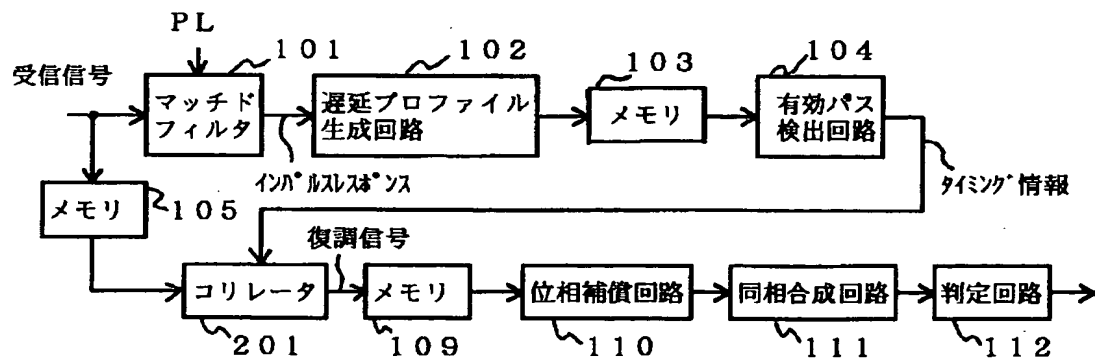 PL
101
102
103
104
受信信号
マッチド
フィルタ
遅延プロファイル
生成回路
メモリ
有効パス
検出回路
インパルスレスポンス
タイミング情報
メモリ
105
復調信号
コリレータ
メモリ
位相補償回路
同相合成回路
判定回路
201
109
110
111
112